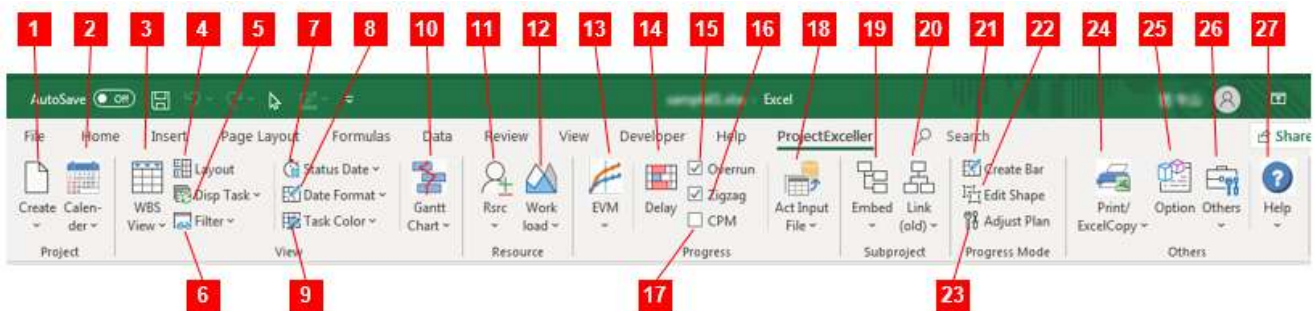 1 2 3 4 5 7 8 10 11 12 13 14 15 16 18 19 20 21 22 24 25 26 27
AutoSave Off Excel
File Home Insert Page Layout Formulas Data Review View Developer Help ProjectExceller Search Share
Create
Calen-
der
WBS
View
Layout
Disp Task
Filter
Status Date
Date Format
Task Color
Gantt
Chart
Rsrc
Work
load
EVM
Delay
Overrun
Zigzag
CPM
Act Input
File
Embed
Link
(old)
Create Bar
Edit Shape
Adjust Plan
Print/
ExcelCopy
Option
Others
Help
Project View Resource Progress Subproject Progress Mode Others
6 9 17 23